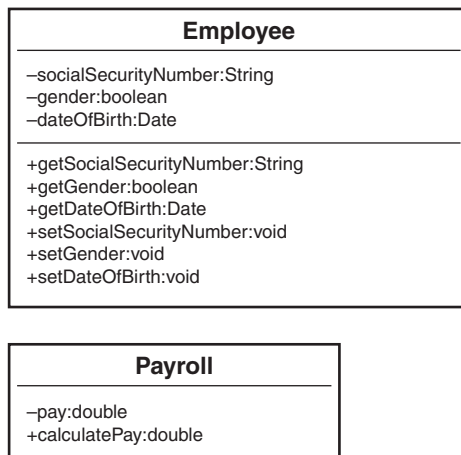 Employee
–socialSecurityNumber:String
–gender:boolean
–dateOfBirth:Date
+getSocialSecurityNumber:String
+getGender:boolean
+getDateOfBirth:Date
+setSocialSecurityNumber:void
+setGender:void
+setDateOfBirth:void
Payroll
–pay:double
+calculatePay:double